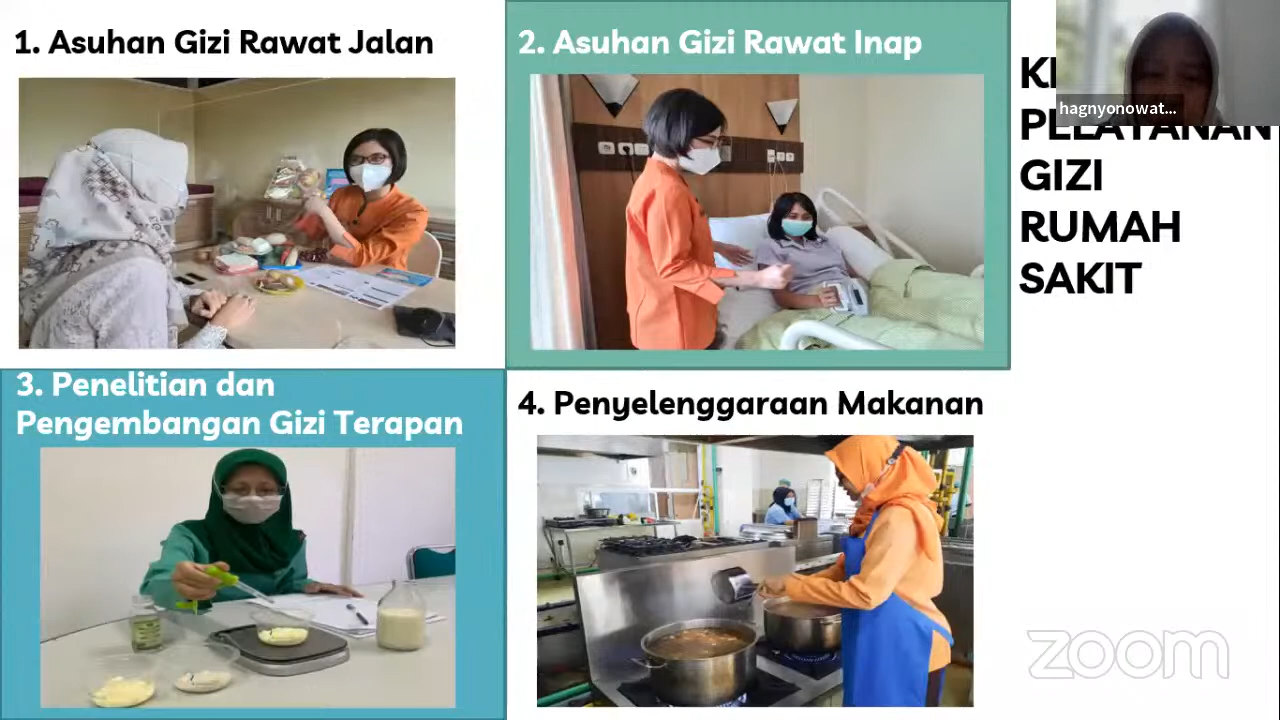 1. Asuhan Gizi Rawat Jalan
2. Asuhan Gizi Rawat Inap
3. Penelitian dan
Pengembangan Gizi Terapan
4. Penyelenggaraan Makanan
hagnyonowat...
GIZI
RUMAH
SAKIT
zoom